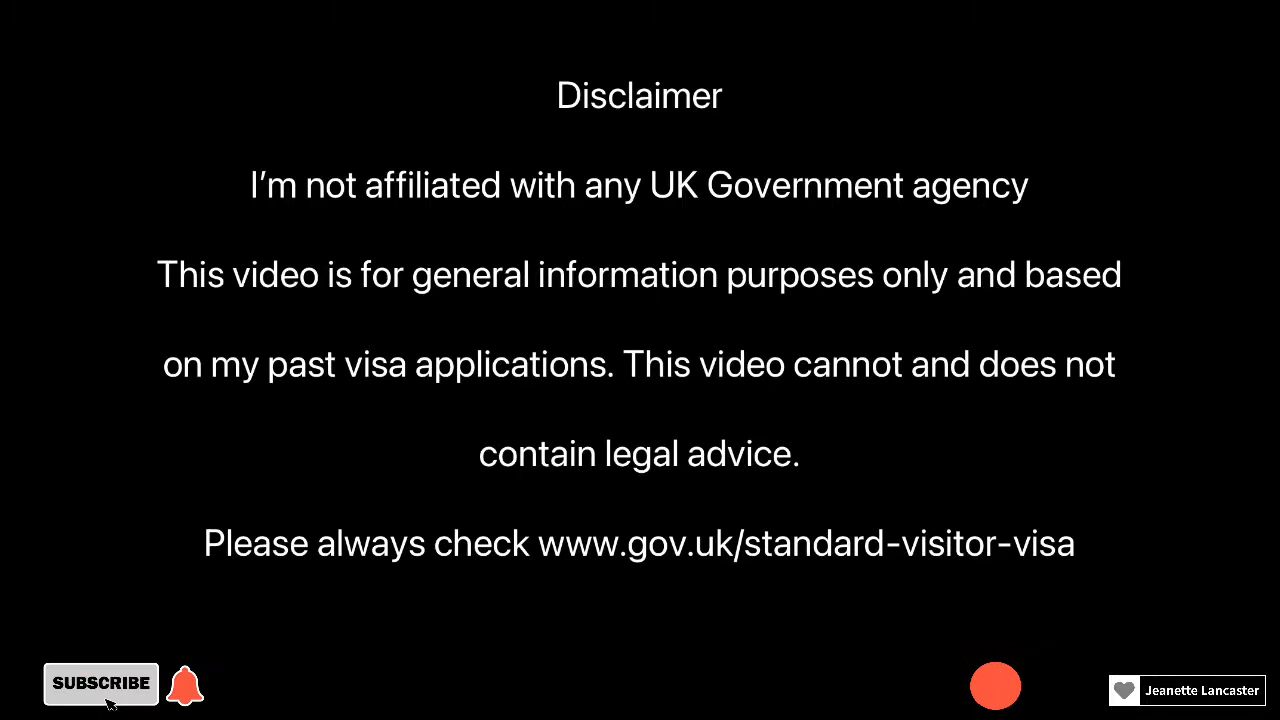 Disclaimer
I’m not affiliated with any UK Government agency
This video is for general information purposes only and based
on my past visa applications. This video cannot and does not
contain legal advice.
Please always check www.gov.uk/standard-visitor-visa
SUBSCRIBE
Jeanette Lancaster